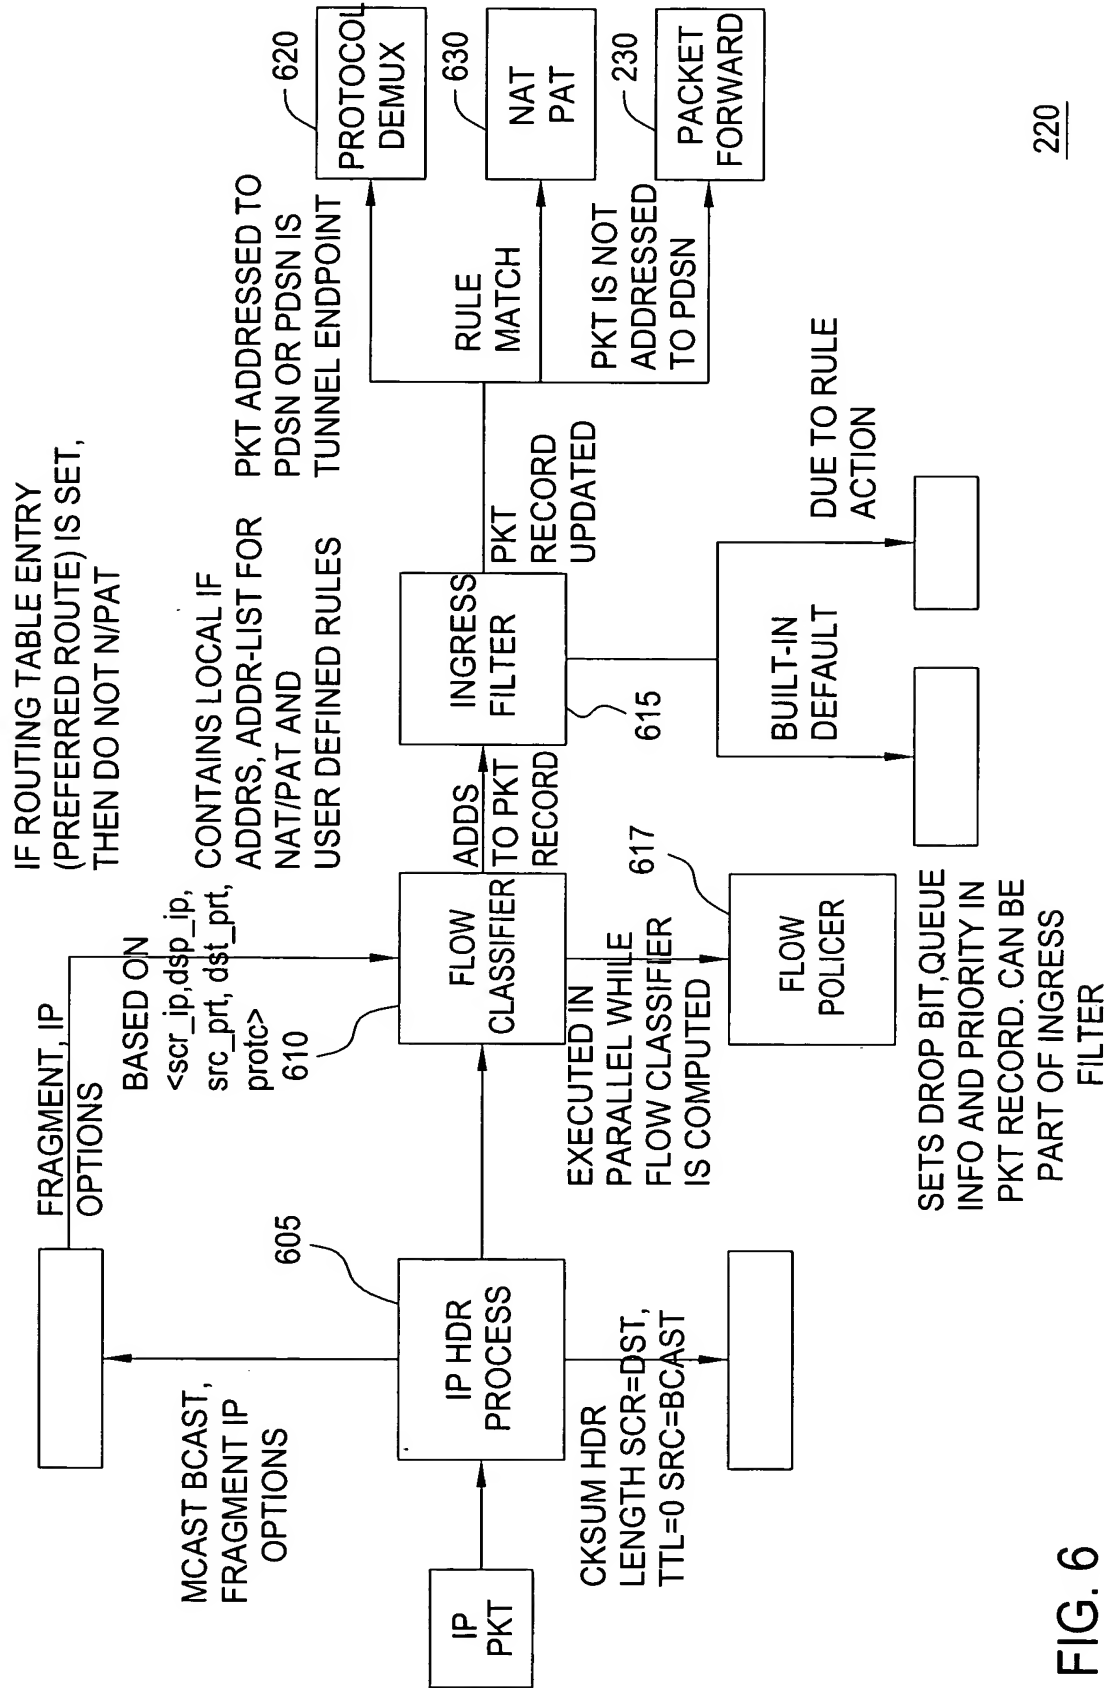 IF ROUTING TABLE ENTRY
(PREFERRED ROUTE) IS SET,
THEN DO NOT N/PAT
FRAGMENT, IP
OPTIONS
MCAST BCAST,
FRAGMENT IP
OPTIONS
BASED ON
<scr_ip,dsp_ip,
src_prt, dst_prt,
protc>
610
CONTAINS LOCAL IF
ADDRS, ADDR-LIST FOR
NAT/PAT AND
USER DEFINED RULES
PKT ADDRESSED TO
PDSN OR PDSN IS
TUNNEL ENDPOINT
620
PROTOCOL
DEMUX
IP
PKT
605
IP HDR
PROCESS
FLOW
CLASSIFIER
ADDS
TO PKT
RECORD
INGRESS
FILTER
615
PKT
RECORD
UPDATED
RULE
MATCH
630
NAT
PAT
PKT IS NOT
ADDRESSED
TO PDSN
230
PACKET
FORWARD
CKSUM HDR
LENGTH SCR=DST,
TTL=0 SRC=BCAST
EXECUTED IN
PARALLEL WHILE
FLOW CLASSIFIER
IS COMPUTED
617
FLOW
POLICER
BUILT-IN
DEFAULT
DUE TO RULE
ACTION
SETS DROP BIT,QUEUE
INFO AND PRIORITY IN
PKT RECORD. CAN BE
PART OF INGRESS
FILTER
220
FIG. 6